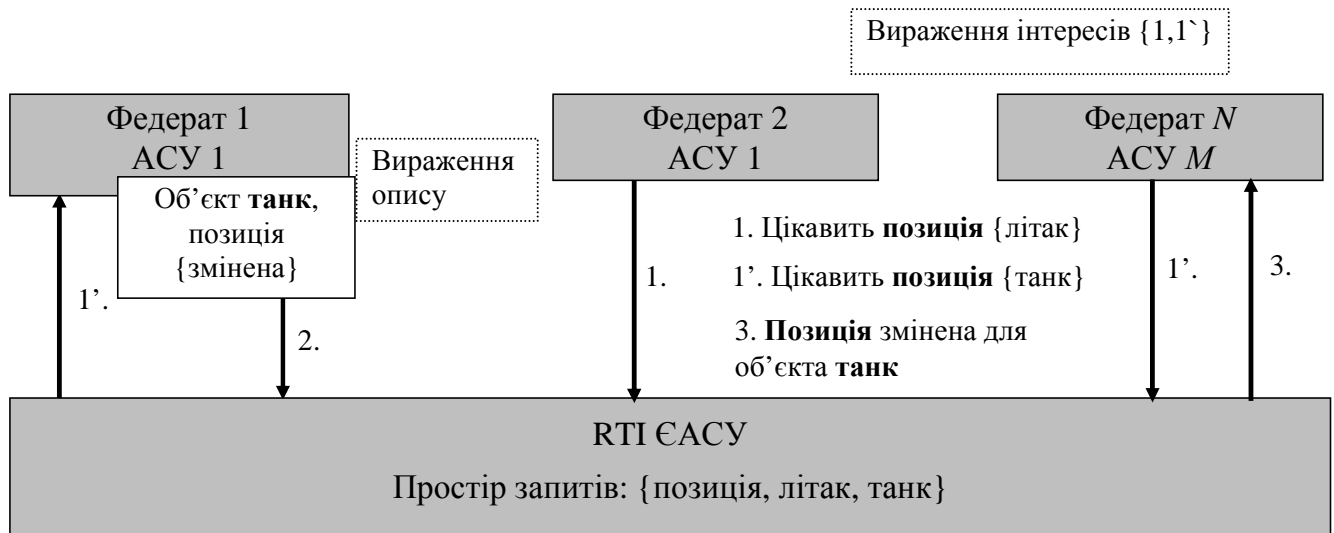 Вираження інтересів {1,1`}
Федерат 1
АСУ 1
Вираження
опису
Об’єкт танк,
позиція
{змінена}
Федерат 2
АСУ 1
Федерат N
АСУ M
1’.
2.
1.
1. Цікавить позиція {літак}
1’. Цікавить позиція {танк}
3. Позиція змінена для
об’єкта танк
1’.
3.
RTI ЄАСУ
Простір запитів: {позиція, літак, танк}